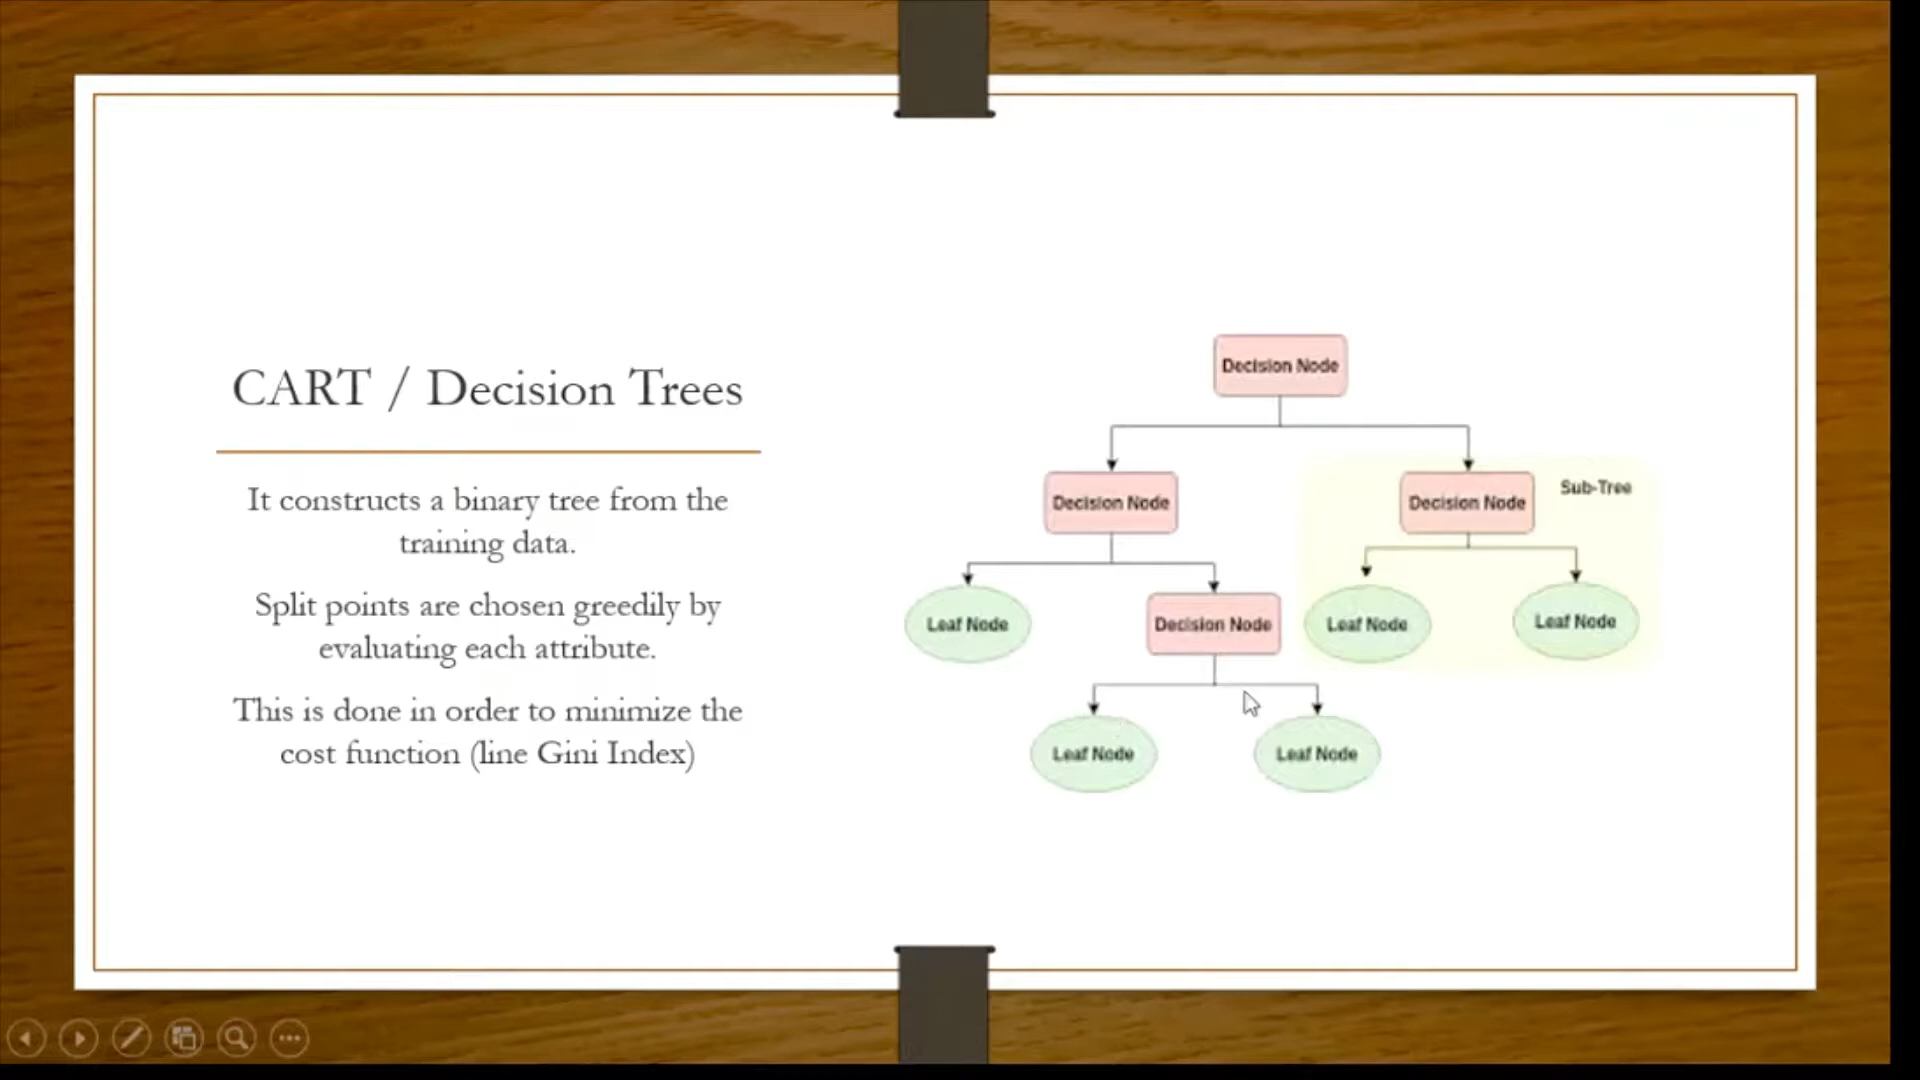 CART / Decision Trees
It constructs a binary tree from the
training data.
Split points are chosen greedily by
evaluating each attribute.
This is done in order to minimize the
cost function (line Gini Index)
Decision Node
Decision Node
Decision Node
Sub-Tree
Leaf Node
Decision Node
Leaf Node
Leaf Node
Leaf Node
Leaf Node